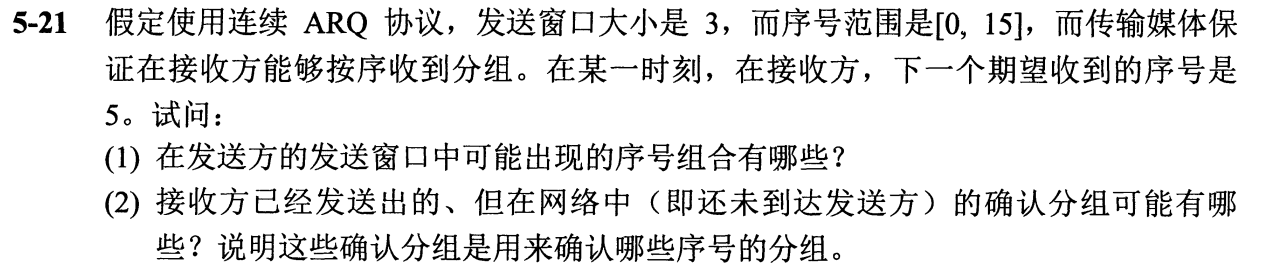 5-21 假定使用连续 ARQ 协议，发送窗口大小是 3，而序号范围是[0, 15]，而传输媒体保
证在接收方能够按序收到分组。在某一时刻，在接收方，下一个期望收到的序号是
5。试问：
(1) 在发送方的发送窗口中可能出现的序号组合有哪些？
(2) 接收方已经发送出的、但在网络中（即还未到达发送方）的确认分组可能有哪
些？说明这些确认分组是用来确认哪些序号的分组。